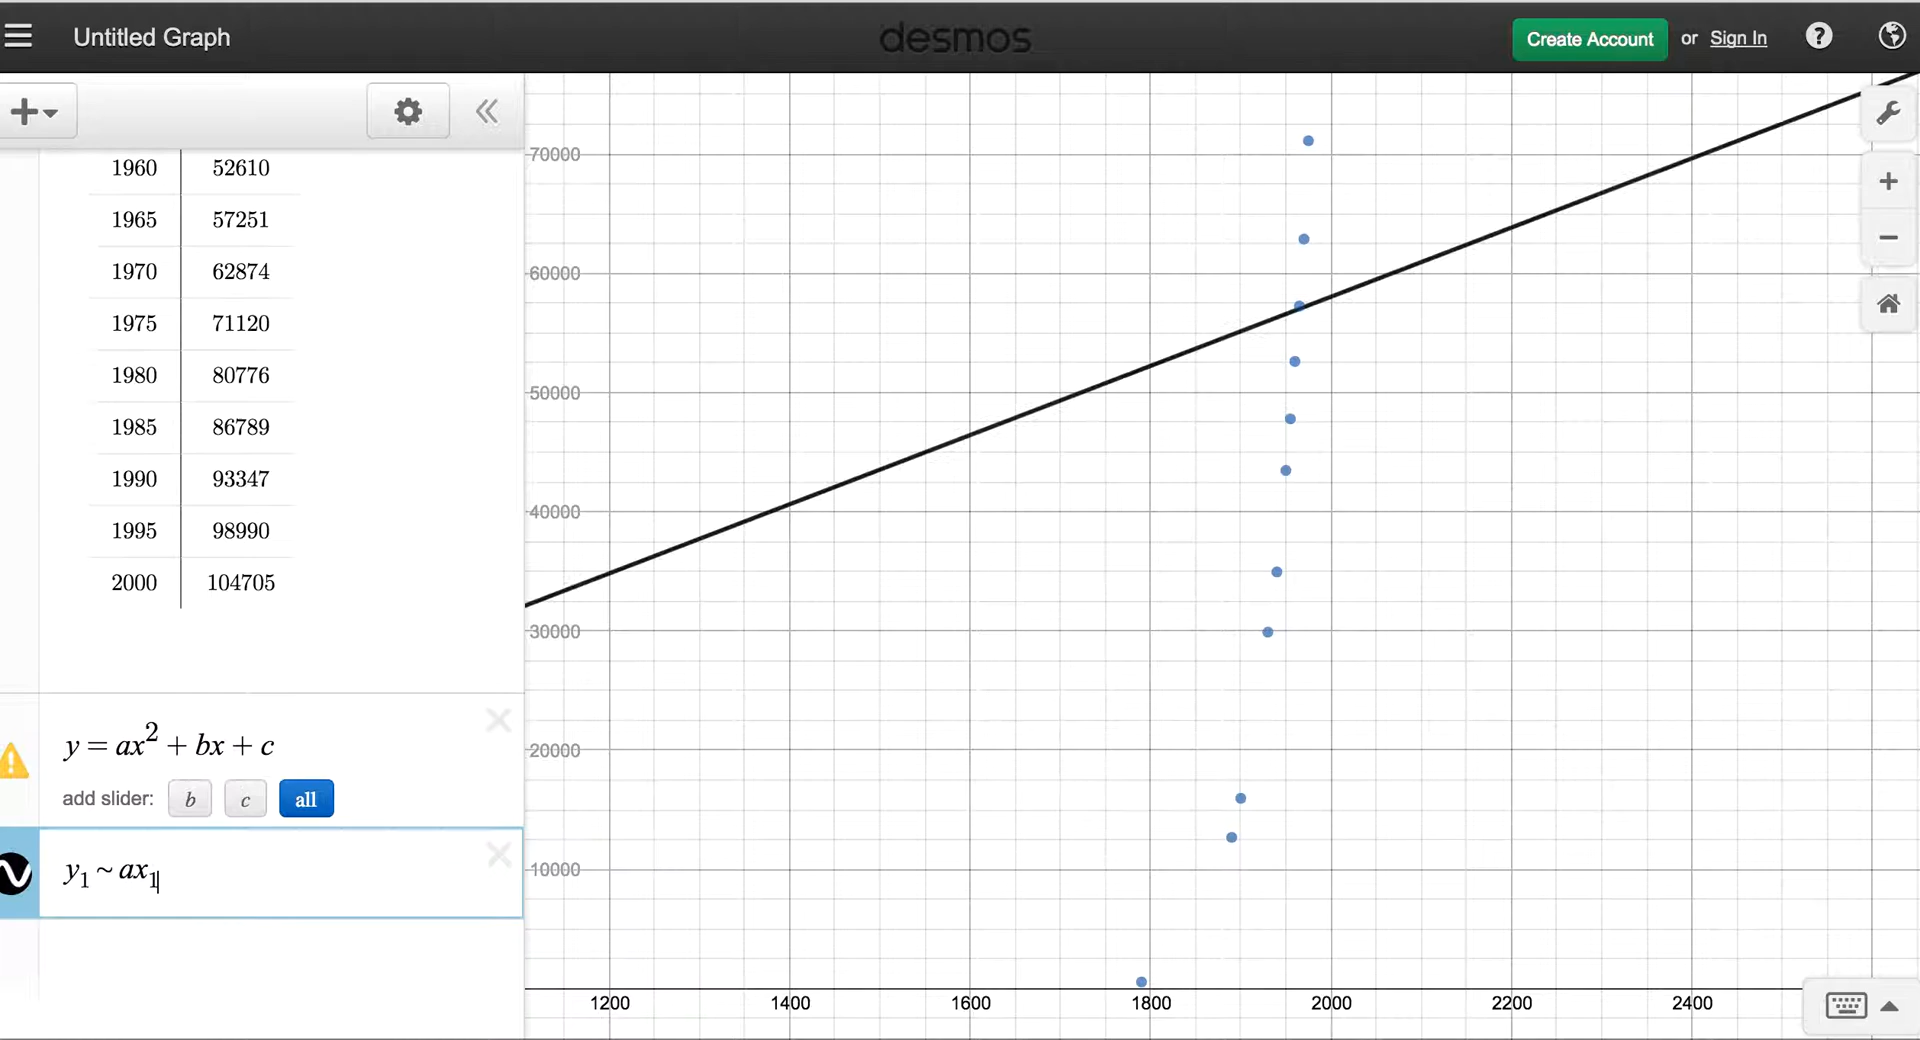 Untitled Graph
desmos
Create Account or Sign In
1960 52610
1965 57251
1970 62874
1975 71120
1980 80776
1985 86789
1990 93347
1995 98990
2000 104705
y = ax² + bx + c
add slider: b c all
y₁ ~ ax₁
70000
60000
50000
40000
30000
20000
10000
1200 1400 1600 1800 2000 2200 2400